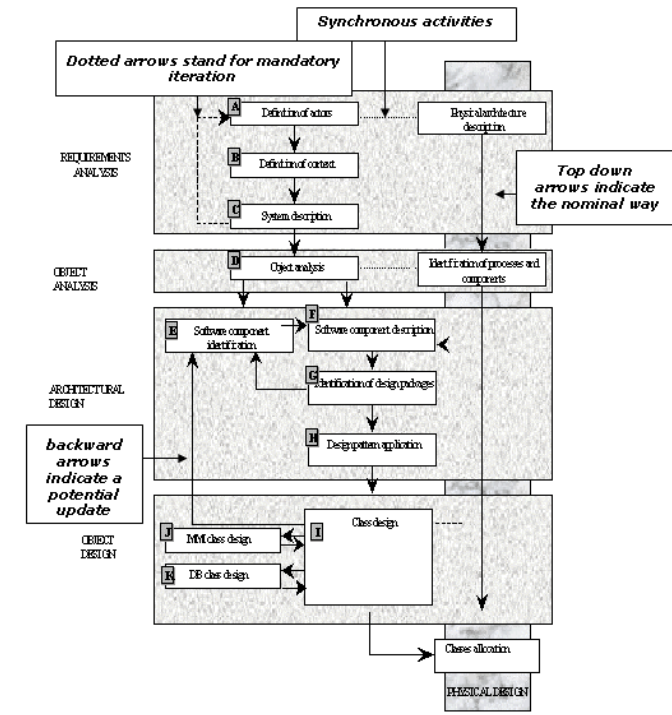 Synchronous activities
Dotted arrows stand for mandatory
iteration
A
Definition of actors
Physical architecture
description
B
Definition of context
REQUIREMENTS
ANALYSIS
Top down
arrows indicate
the nominal way
C
System description
D
Object analysis
Identification of processes and
components
OBJECT
ANALYSIS
E
Software component
identification
F
Software component description
G
Identification of design packages
ARCHITECTURAL
DESIGN
H
Design pattern application
backward
arrows
indicate a
potential
update
I
Class design
J
MMI class design
OBJECT
DESIGN
K
DB class design
Classes allocation
PHYSICAL DESIGN